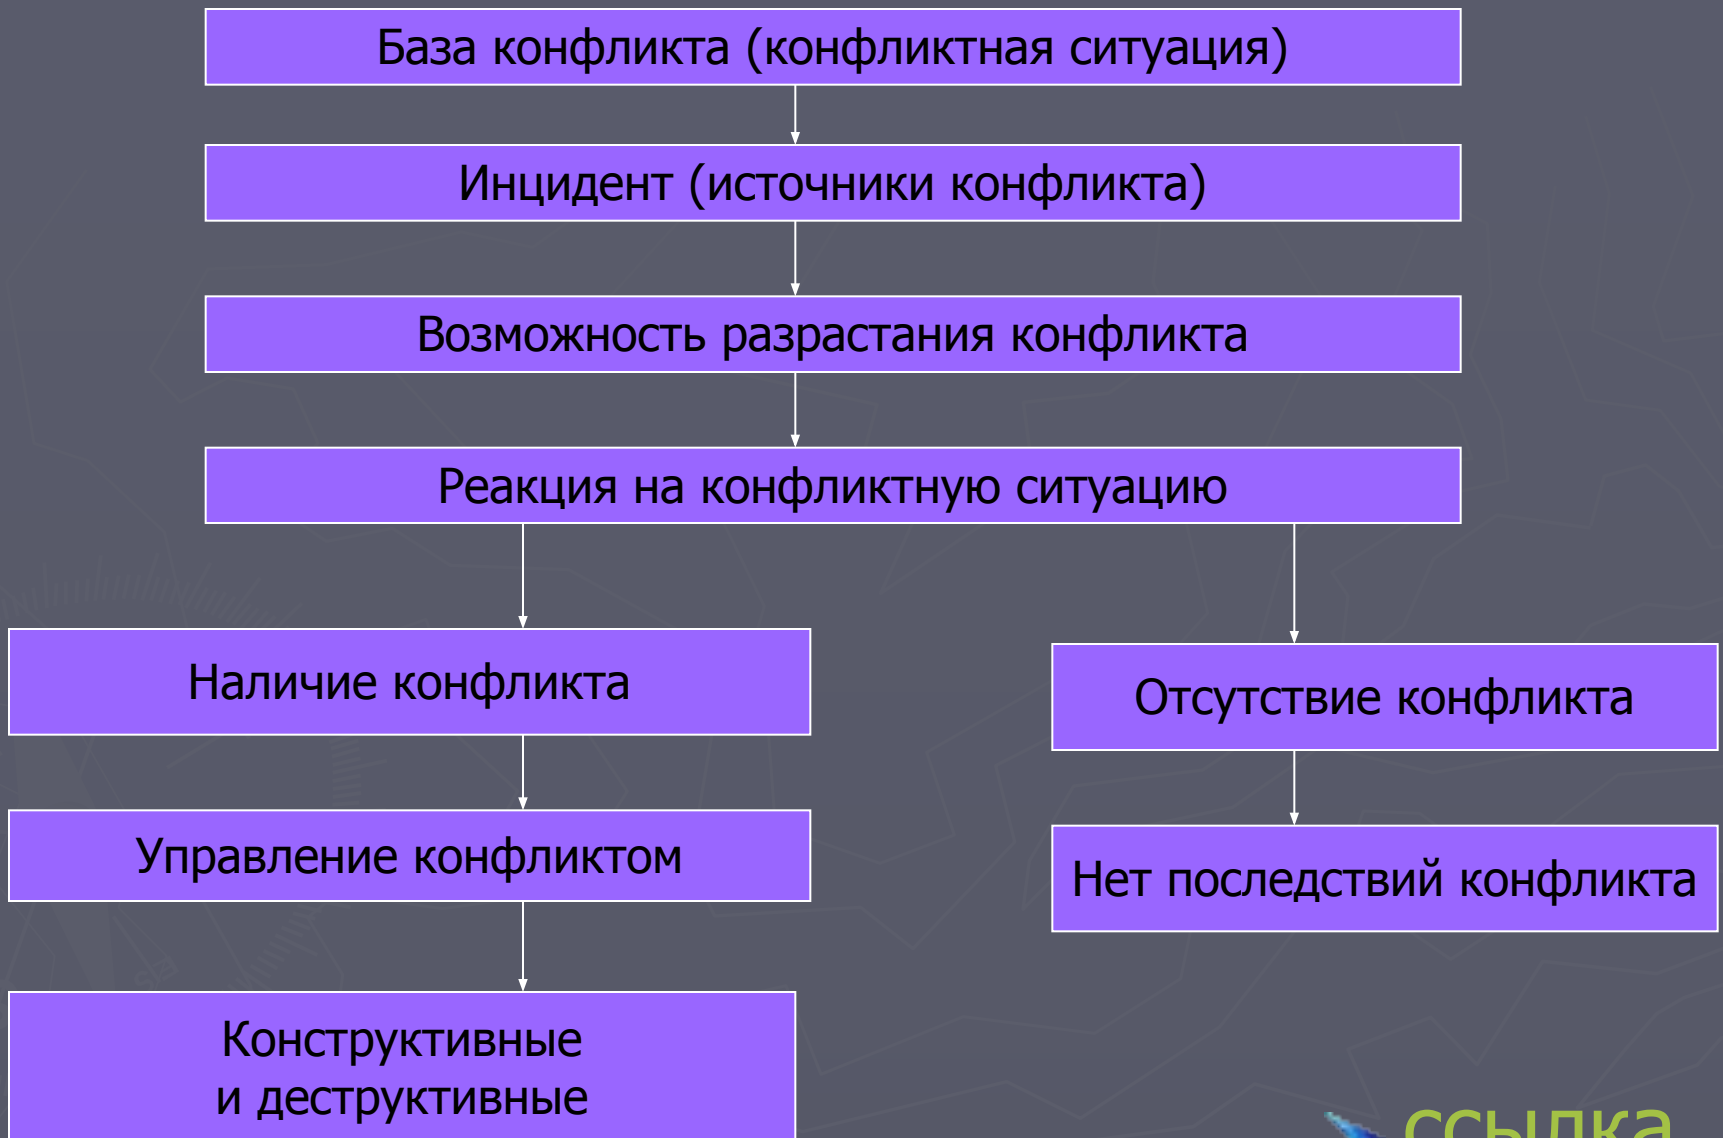 База конфликта (конфликтная ситуация)
Инцидент (источники конфликта)
Возможность разрастания конфликта
Реакция на конфликтную ситуацию
Наличие конфликта
Отсутствие конфликта
Управление конфликтом
Нет последствий конфликта
Конструктивные
и деструктивные
ссылка